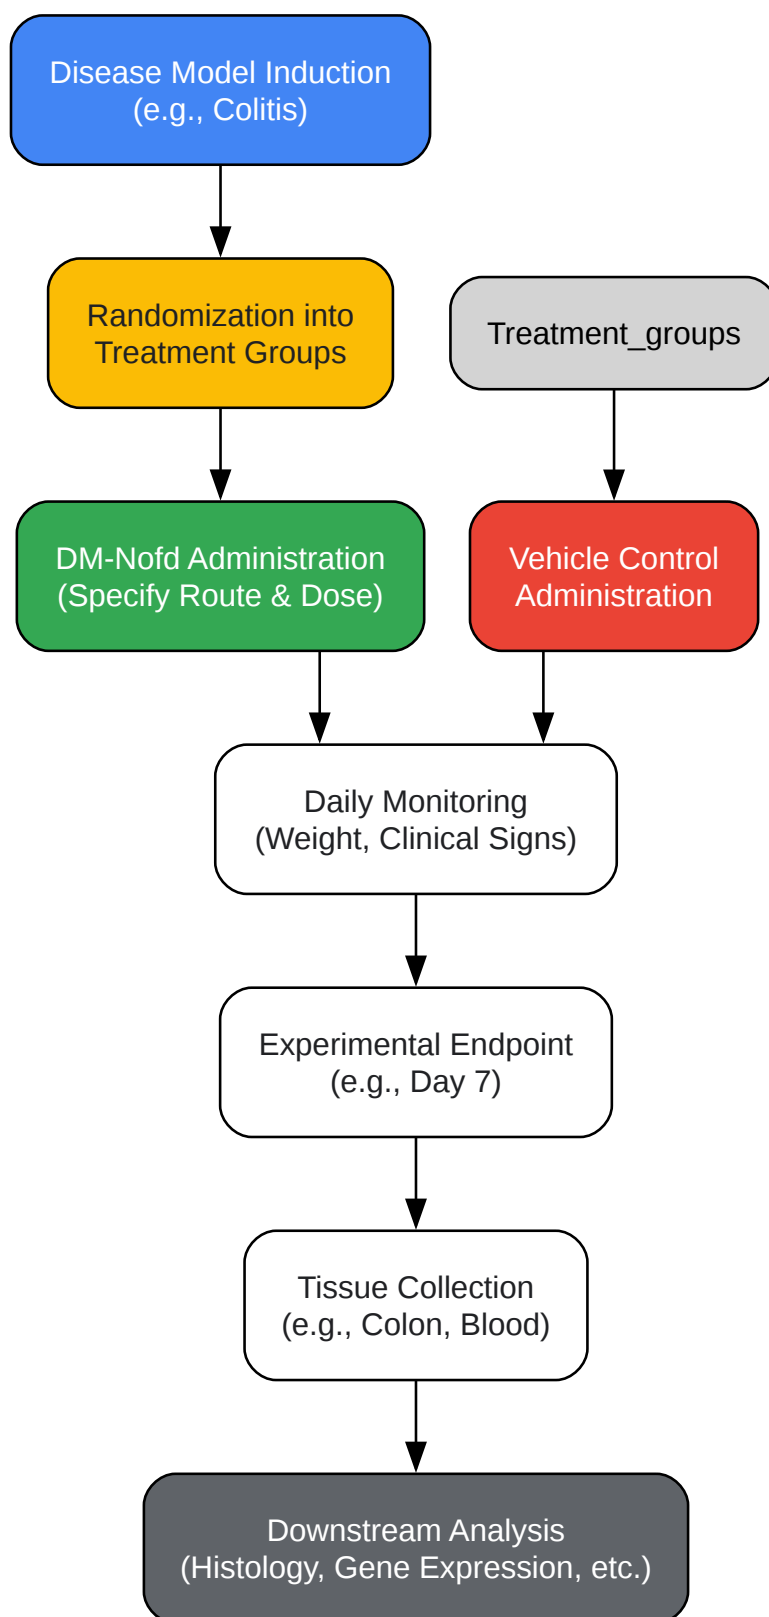 Disease Model Induction
(e.g., Colitis)
Randomization into
Treatment Groups
Treatment_groups
DM-Nofd Administration
(Specify Route & Dose)
Vehicle Control
Administration
Daily Monitoring
(Weight, Clinical Signs)
Experimental Endpoint
(e.g., Day 7)
Tissue Collection
(e.g., Colon, Blood)
Downstream Analysis
(Histology, Gene Expression, etc.)